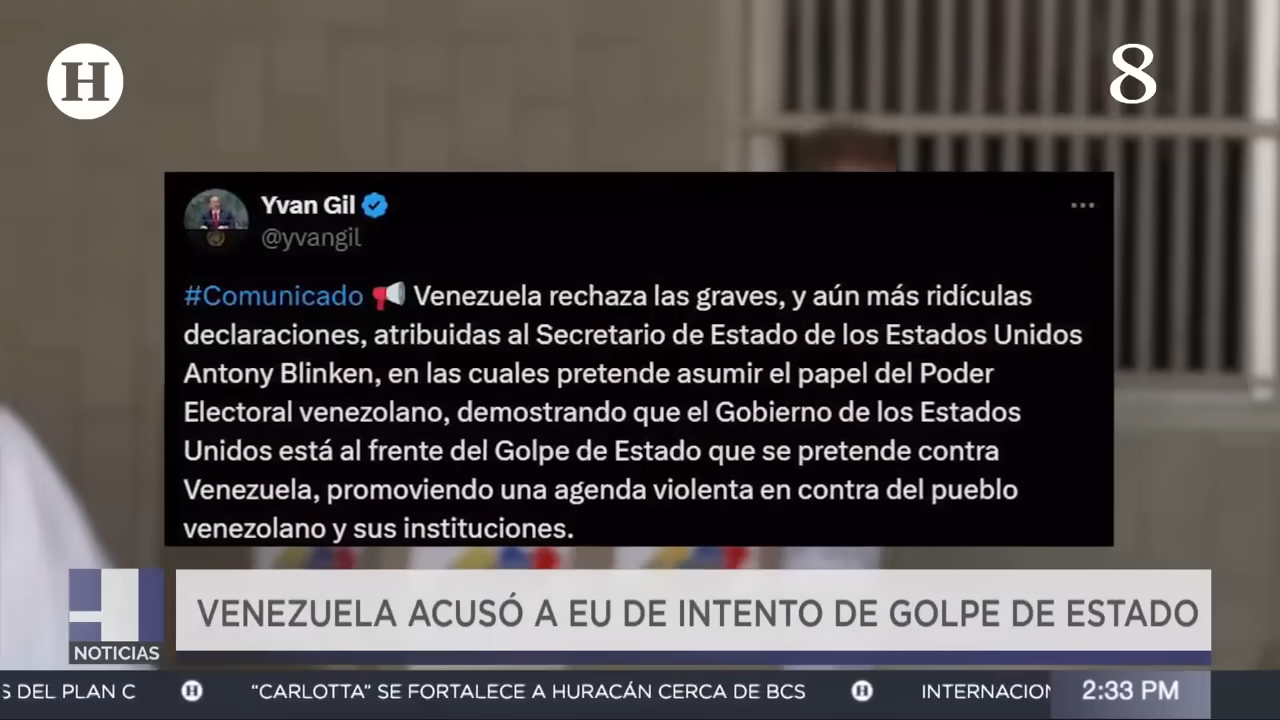 H
8
Yvan Gil
@yvangil
#Comunicado Venezuela rechaza las graves, y aún más ridículas
declaraciones, atribuidas al Secretario de Estado de los Estados Unidos
Antony Blinken, en las cuales pretende asumir el papel del Poder
Electoral venezolano, demostrando que el Gobierno de los Estados
Unidos está al frente del Golpe de Estado que se pretende contra
Venezuela, promoviendo una agenda violenta en contra del pueblo
venezolano y sus instituciones.
VENEZUELA ACUSÓ A EU DE INTENTO DE GOLPE DE ESTADO
NOTICIAS
S DEL PLAN C H "CARLOTTA" SE FORTALECE A HURACÁN CERCA DE BCS H INTERNACION 2:33 PM